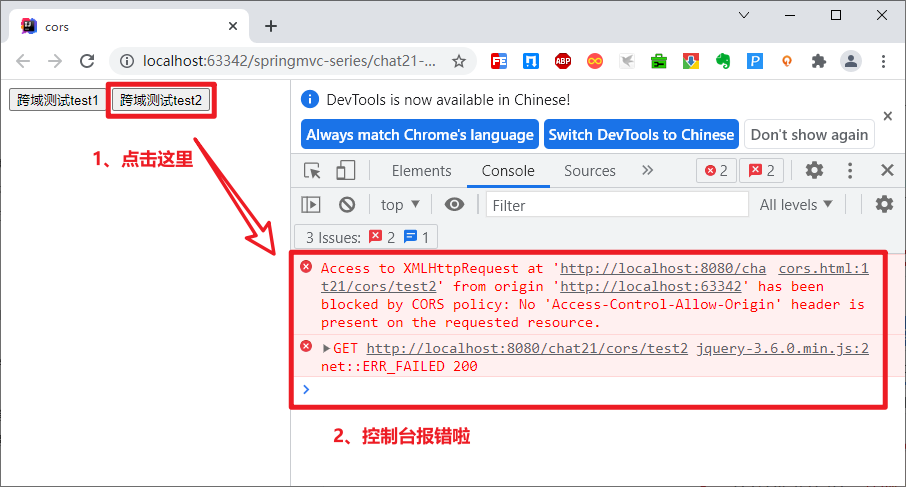 cors
localhost:63342/springmvc-series/chat21-...
跨域测试test1 跨域测试test2
1、点击这里
DevTools is now available in Chinese!
Always match Chrome's language Switch DevTools to Chinese Don't show again
Elements Console Sources 2 2
top Filter All levels
3 Issues: 2 1
Access to XMLHttpRequest at 'http://localhost:8080/cha cors.html:1
t21/cors/test2' from origin 'http://localhost:63342' has been
blocked by CORS policy: No 'Access-Control-Allow-Origin' header is
present on the requested resource.
GET http://localhost:8080/chat21/cors/test2 jquery-3.6.0.min.js:2
net::ERR_FAILED 200
2、控制台报错啦